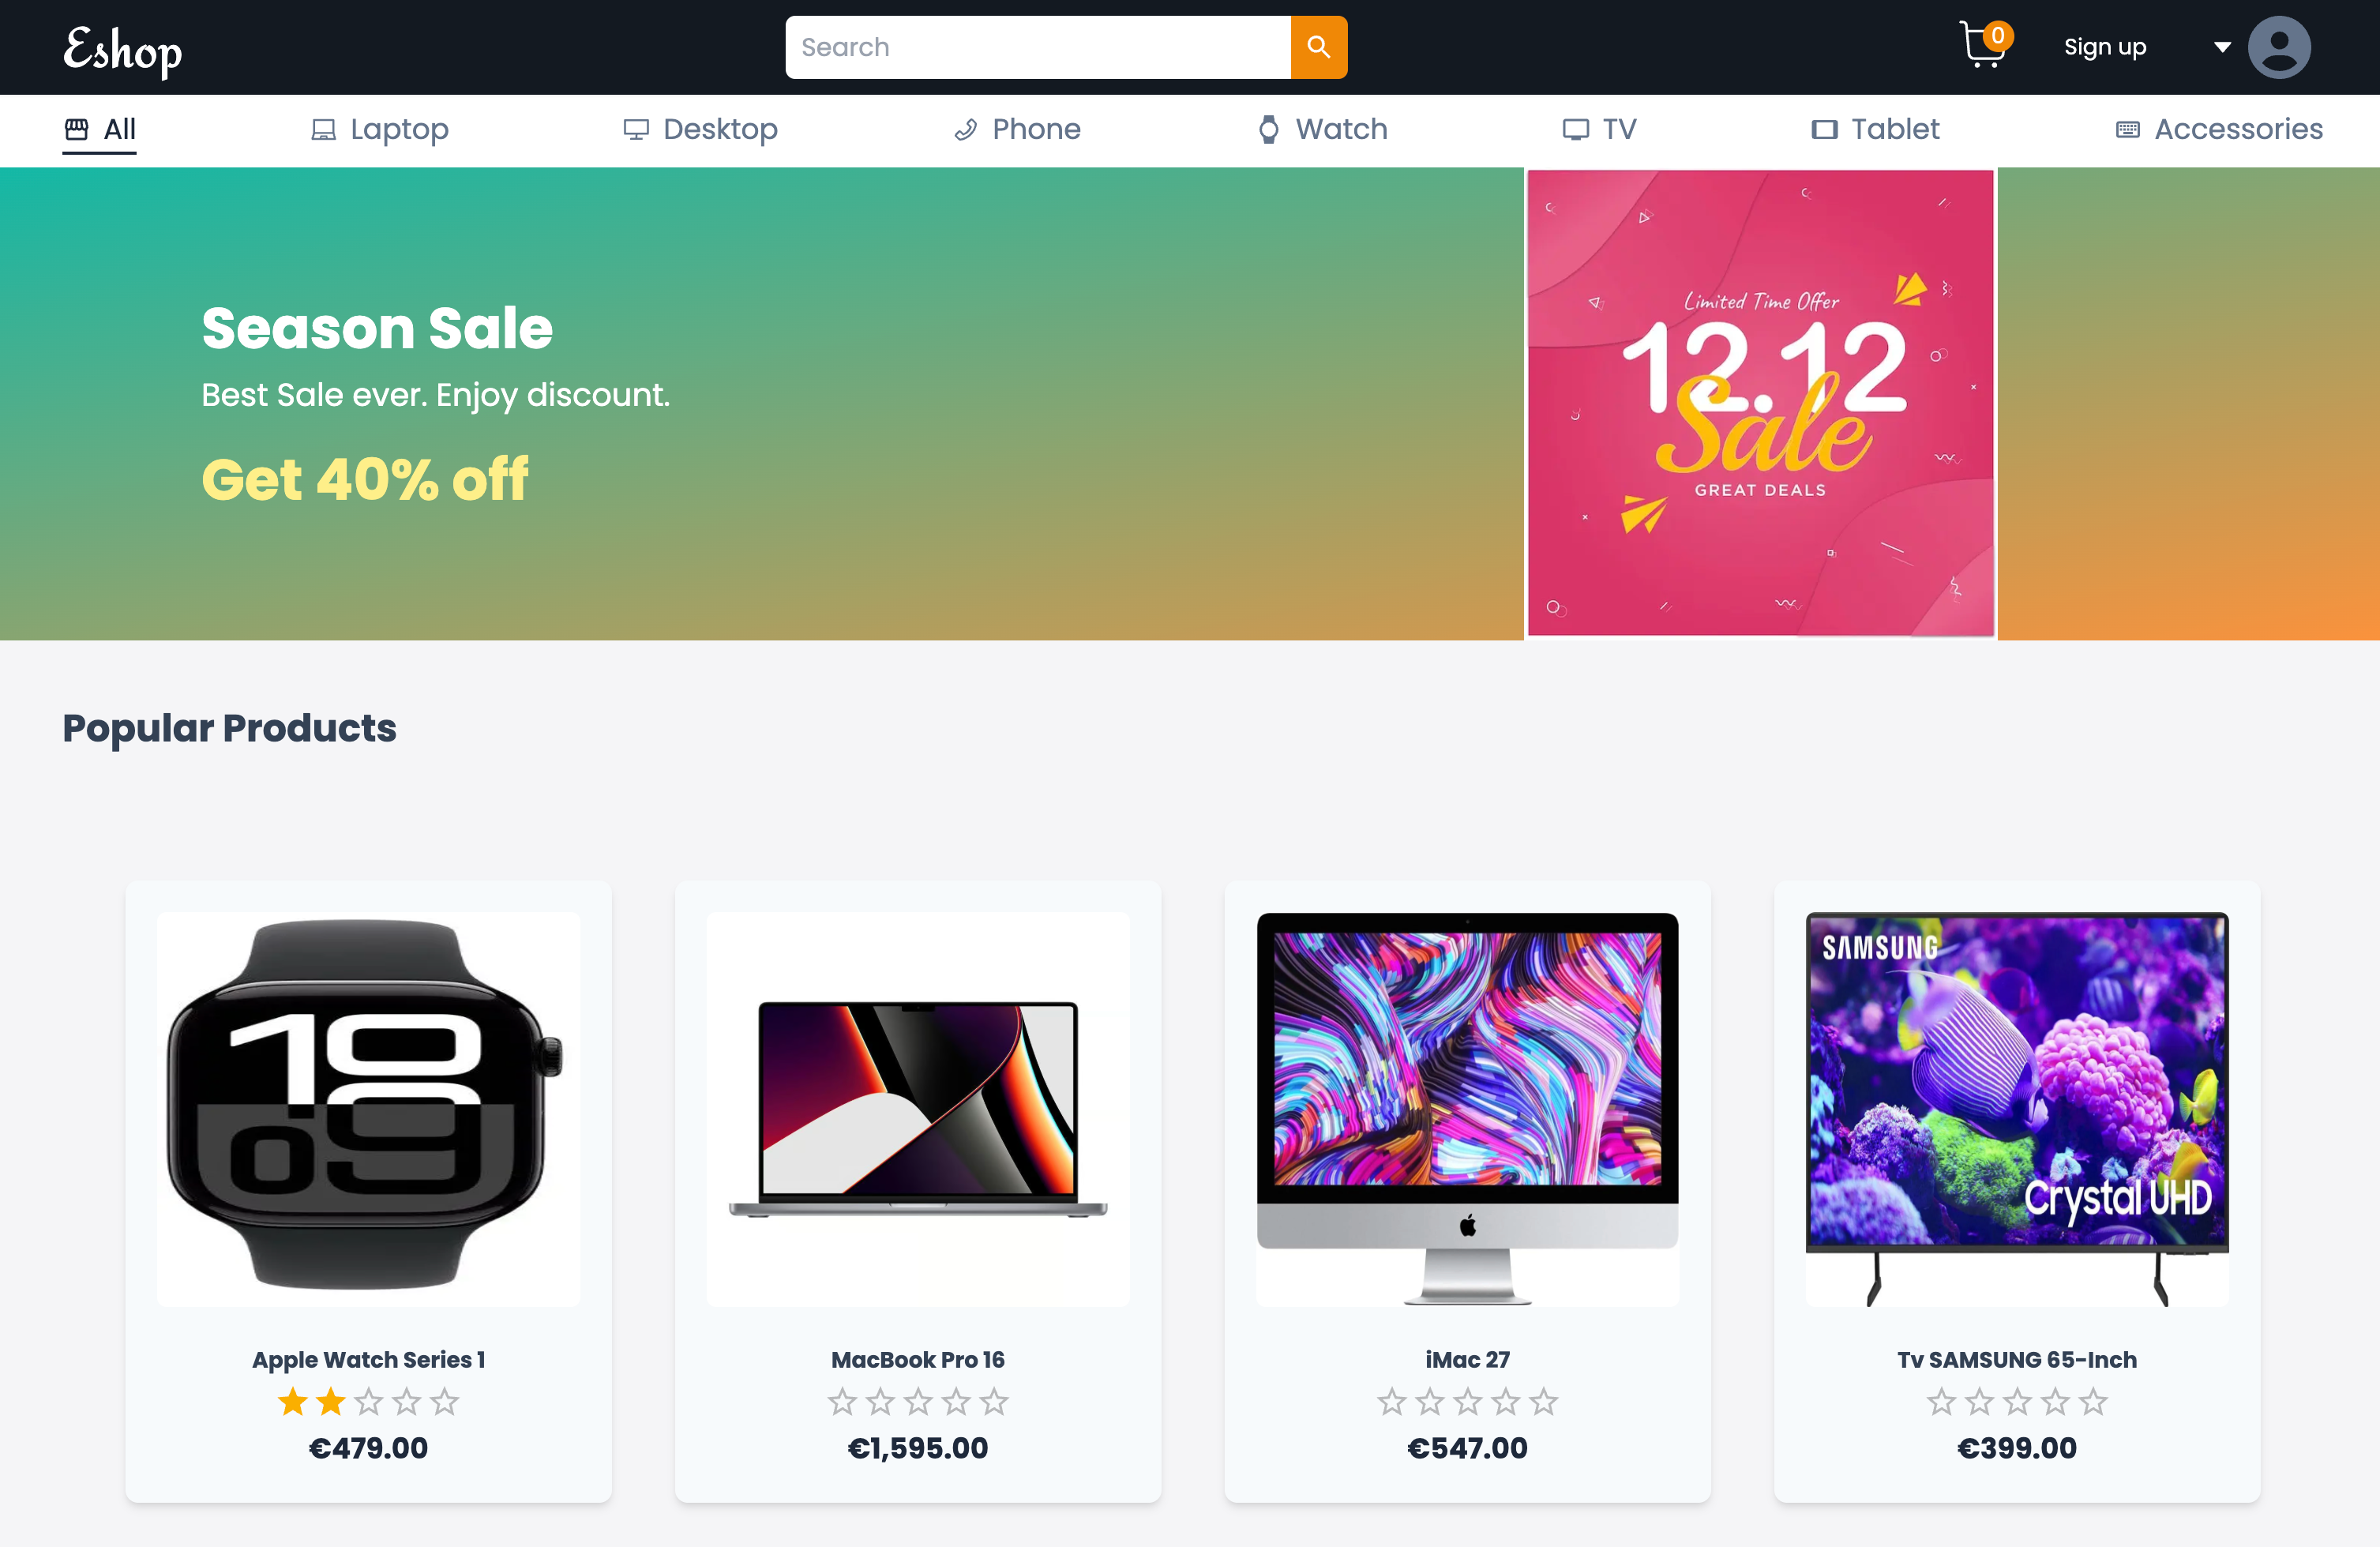 Eshop
Search
0
Sign up
All
Laptop
Desktop
Phone
Watch
TV
Tablet
Accessories
Season Sale
Best Sale ever. Enjoy discount.
Get 40% off
Limited Time Offer
12.12
Sale
GREAT DEALS
Popular Products
10
09
SAMSUNG
Crystal UHD
Apple Watch Series 1
€479.00
MacBook Pro 16
€1,595.00
iMac 27
€547.00
Tv SAMSUNG 65-Inch
€399.00